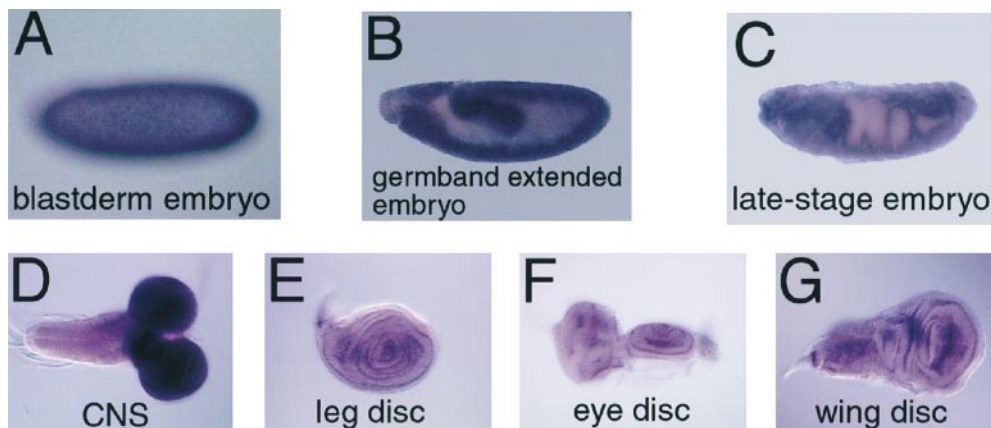 A
B
C
blastderm embryo
germband extended
embryo
late-stage embryo
D
E
F
G
CNS
leg disc
eye disc
wing disc